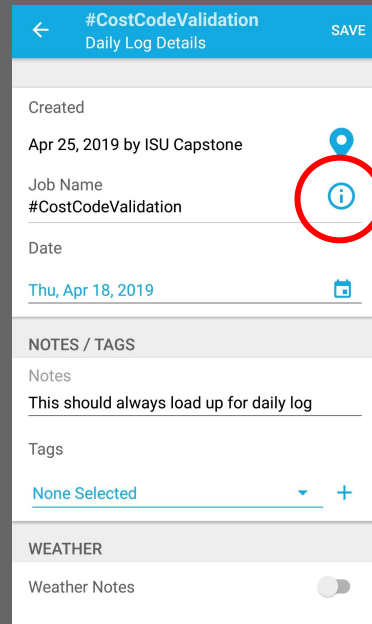 #CostCodeValidation
SAVE
Daily Log Details
Created
Apr 25, 2019 by ISU Capstone
Job Name
#CostCodeValidation
Date
Thu, Apr 18, 2019
NOTES / TAGS
Notes
This should always load up for daily log
Tags
None Selected
WEATHER
Weather Notes